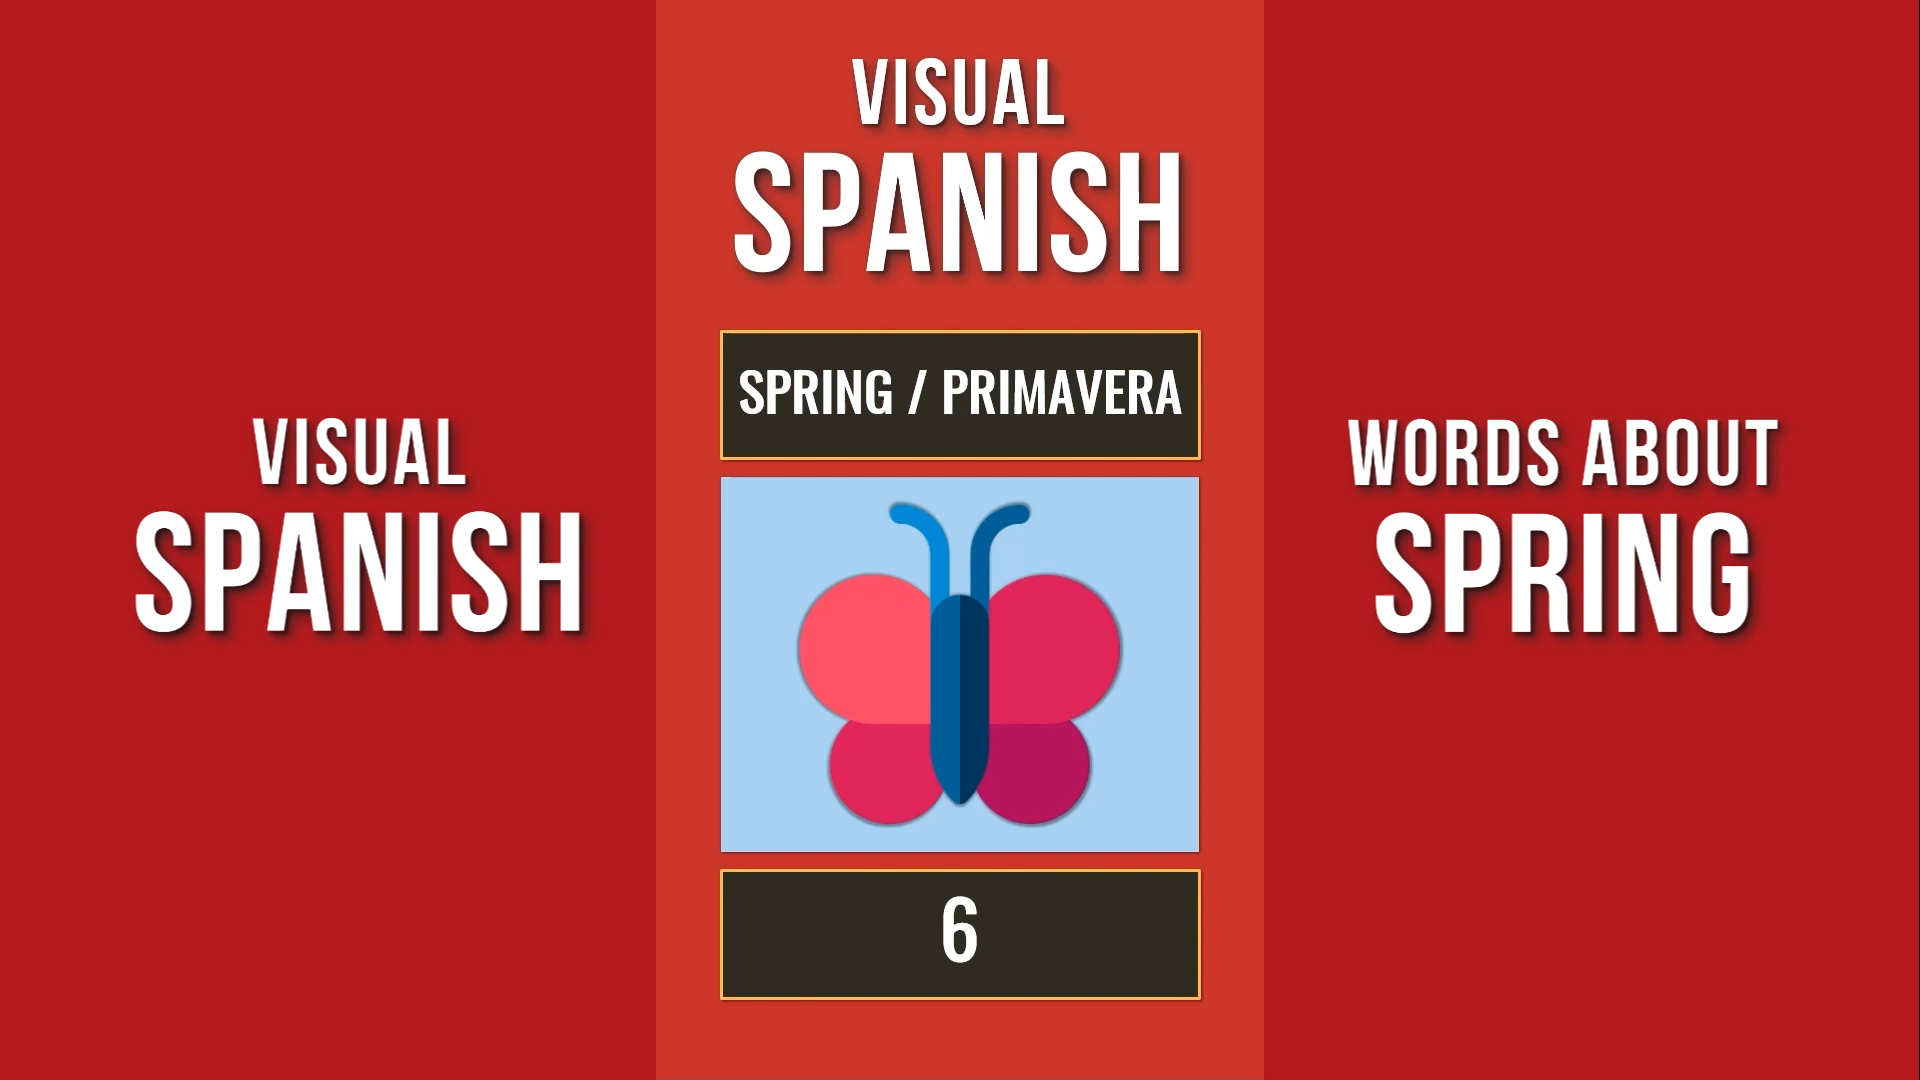 VISUAL
SPANISH
VISUAL
SPANISH
SPRING / PRIMAVERA
6
WORDS ABOUT
SPRING